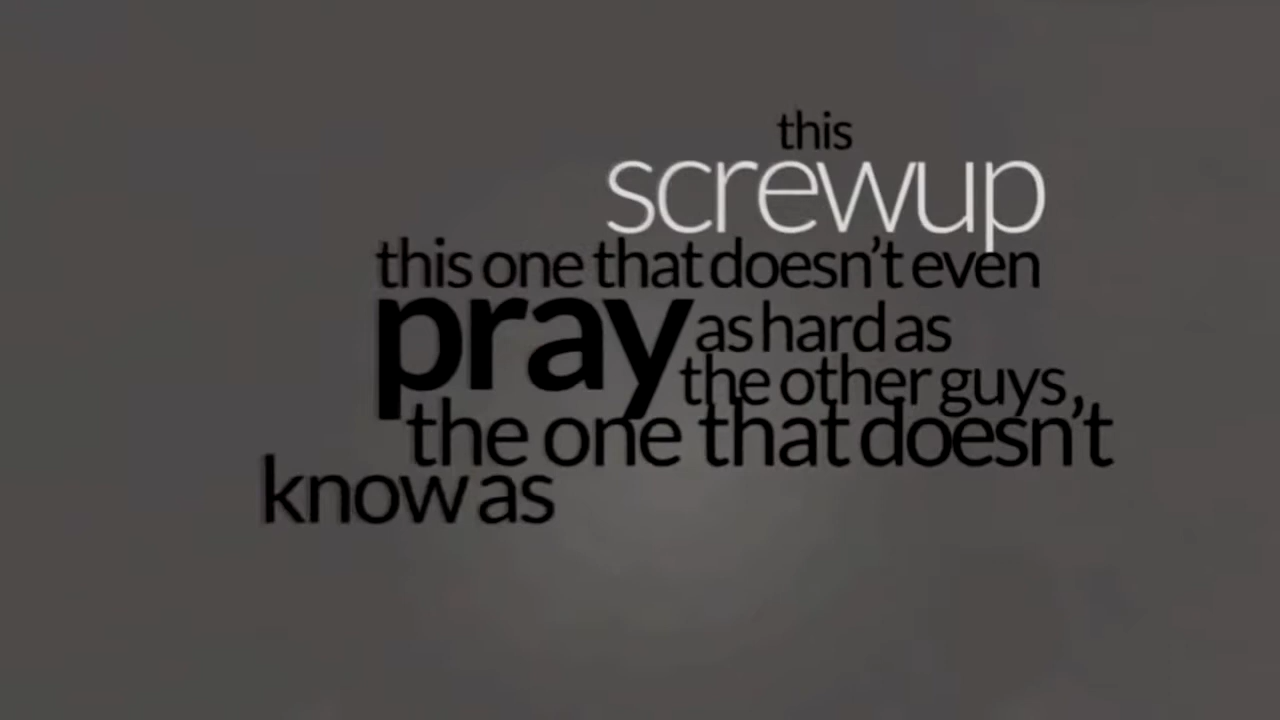 this
screwup
this one that doesn't even
pray as hard as
the other guys,
the one that doesn't
know as